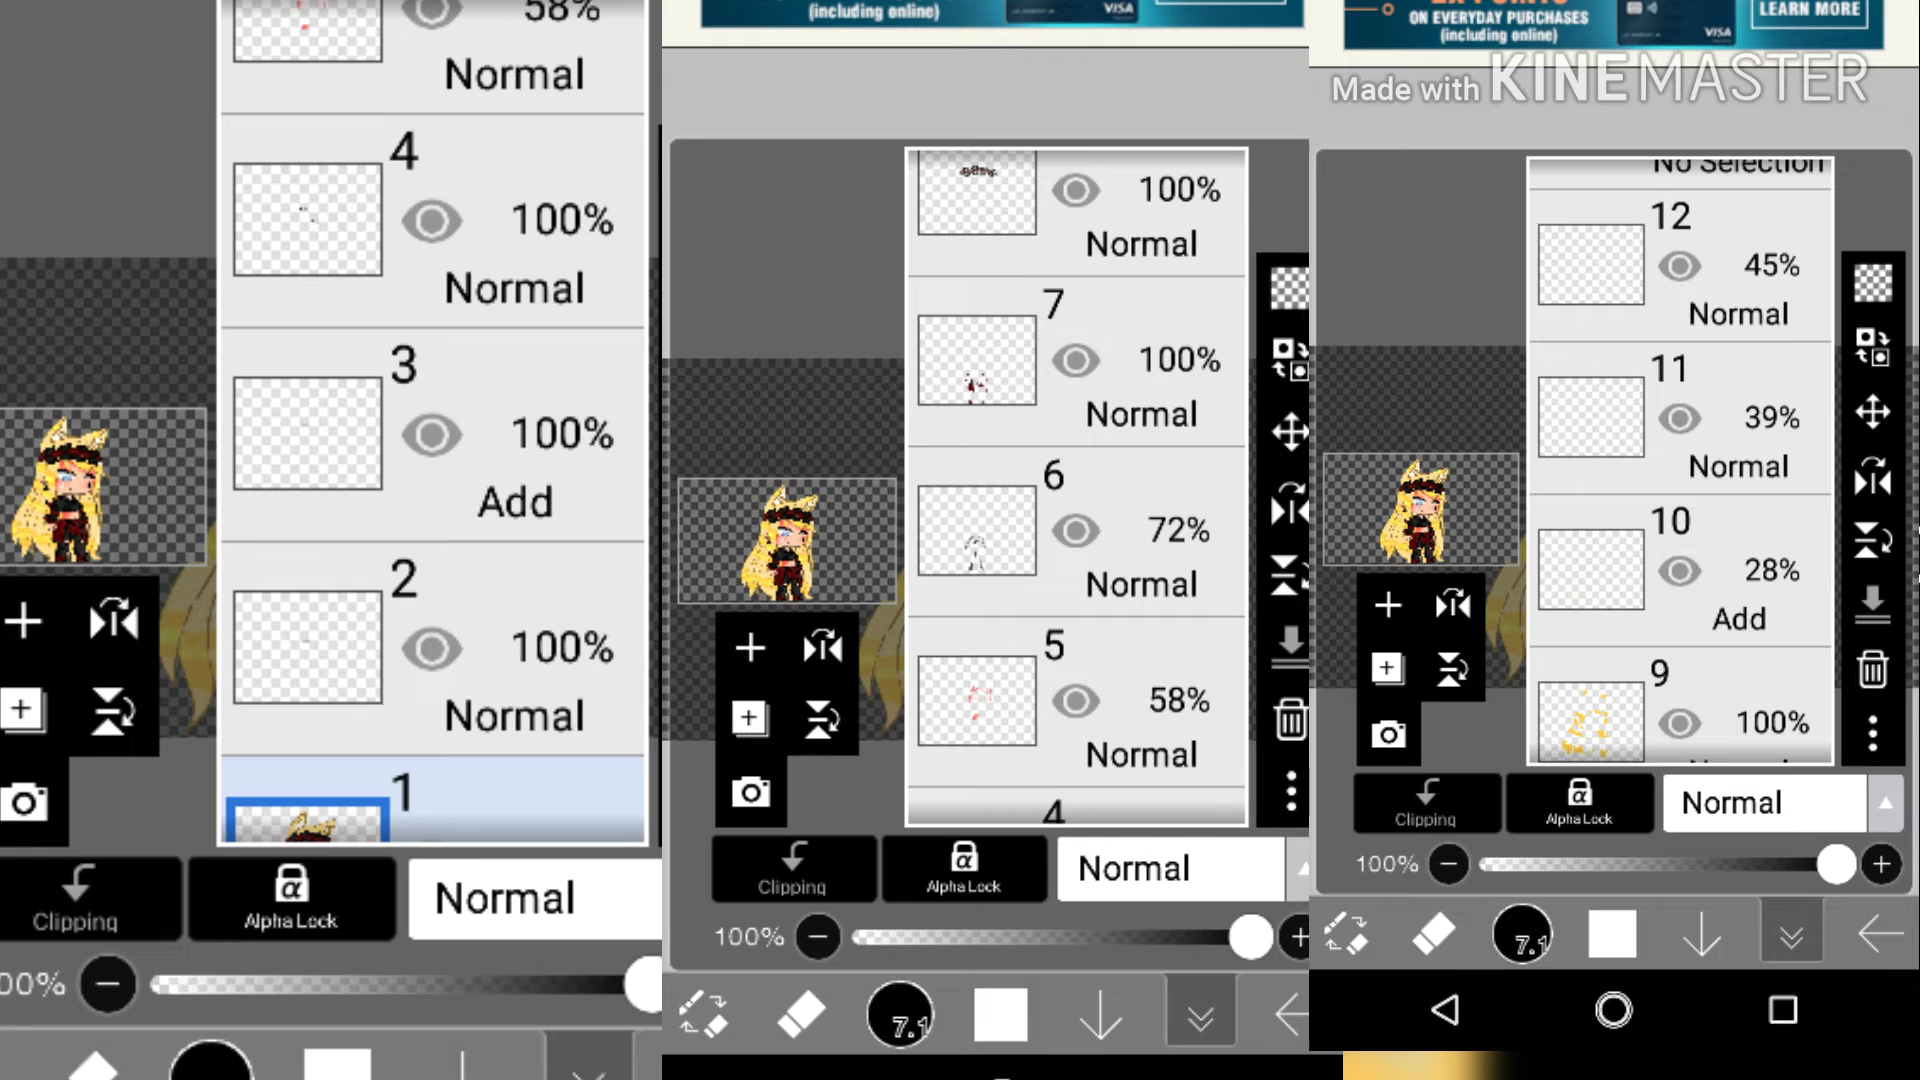 58%
Normal
4
100%
Normal
3
100%
Add
2
100%
Normal
1
Clipping
Alpha Lock
Normal
00%
(including online)
VISA
100%
Normal
7
100%
Normal
6
72%
Normal
5
58%
Normal
4
Clipping
Alpha Lock
Normal
100%
7.1
ON EVERYDAY PURCHASES
(including online)
VISA
LEARN MORE
Made with KINEMASTER
No Selection
12
45%
Normal
11
39%
Normal
10
28%
Add
9
100%
Clipping
Alpha Lock
Normal
100%
7.1